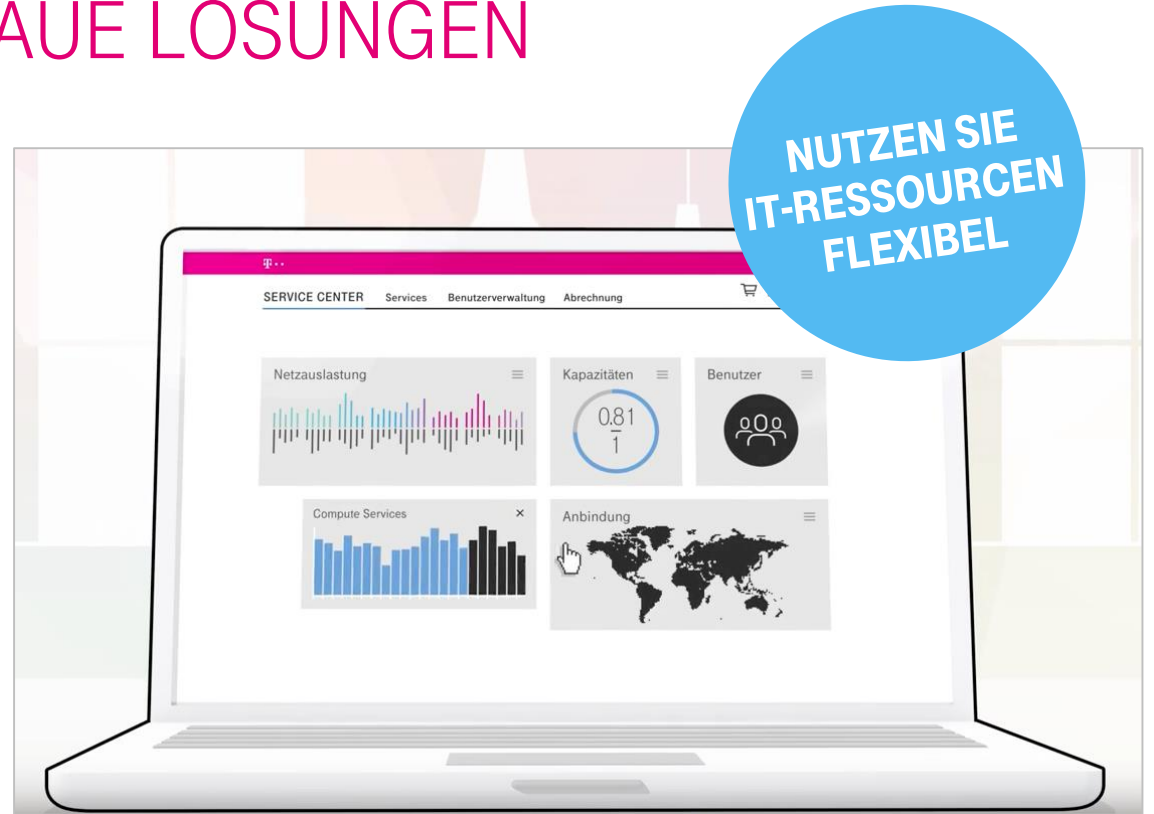 AUE LOSUNGEN
NUTZEN SIE
IT-RESSOURCEN
FLEXIBEL
T··
SERVICE CENTER Services Benutzerverwaltung Abrechnung
Netzauslastung
Kapazitäten
0.81
1
Benutzer
Compute Services
Anbindung